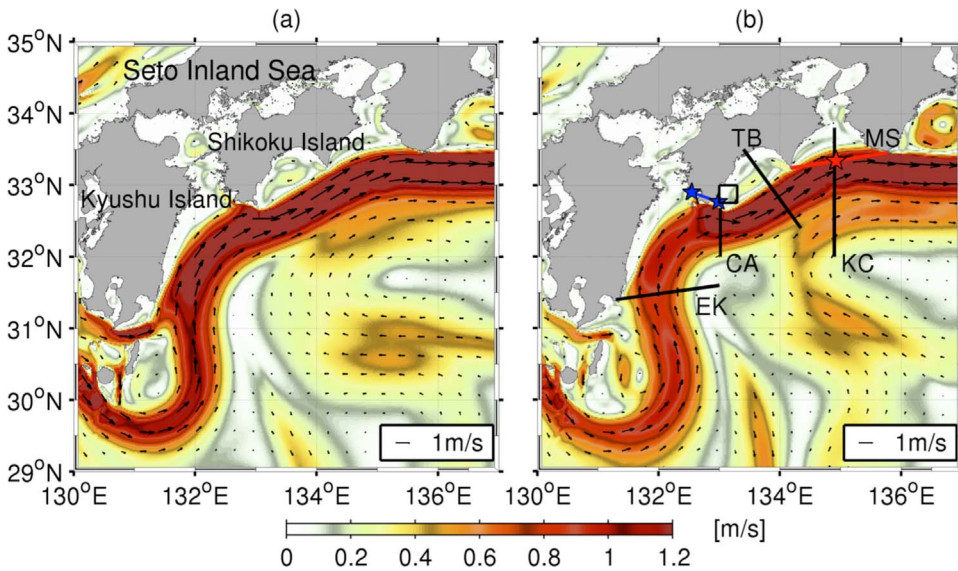 (a)
(b)
35°N
34°N
33°N
32°N
31°N
30°N
29°N
Seto Inland Sea
Shikoku Island
Kyushu Island
TB
MS
CA
KC
EK
1m/s
1m/s
130°E
132°E
134°E
136°E
130°E
132°E
134°E
136°E
0
0.2
0.4
0.6
0.8
1
1.2
[m/s]